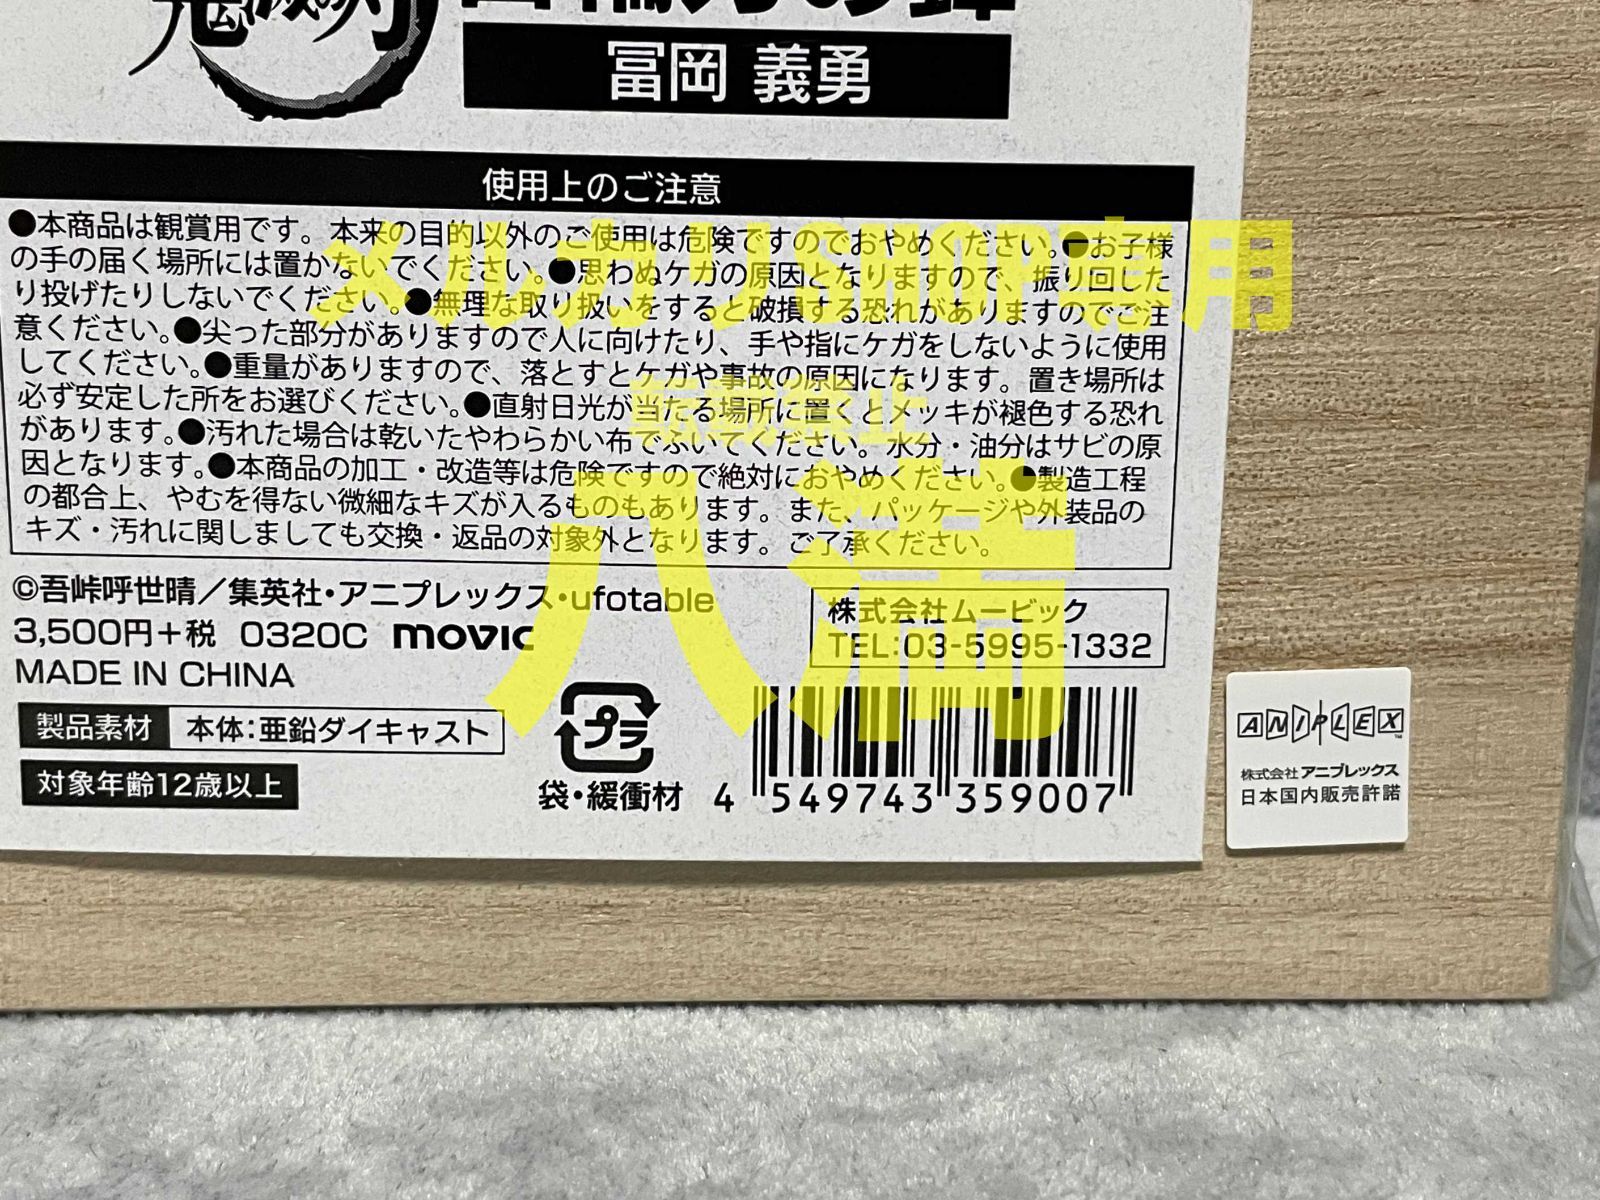 鬼滅の刃
日輪刀の鍔
冨岡 義勇
使用上のご注意
●本商品は観賞用です。本来の目的以外のご使用は危険ですのでおやめください。●お子様
の手の届く場所には置かないでください。●思わぬケガの原因となりますので、振り回した
り投げたりしないでください。●無理な取り扱いをすると破損する恐れがありますのでご注
意ください。●尖った部分がありますので人に向けたり、手や指にケガをしないように使用
してください。●重量がありますので、落とすとケガや事故の原因になります。置き場所は
必ず安定した所をお選びください。●直射日光が当たる場所に置くとメッキが褪色する恐れ
があります。●汚れた場合は乾いたやわらかい布でふいてください。水分・油分はサビの原
因となります。●本商品の加工・改造等は危険ですので絶対におやめください。●製造工程
の都合上、やむを得ない微細なキズが入るものもあります。また、パッケージや外装品の
キズ・汚れに関しましても交換・返品の対象外となります。ご了承ください。
©吾峠呼世晴／集英社・アニプレックス・ufotable
3,500円＋税 0320C movic
MADE IN CHINA
株式会社ムービック
TEL:03-5995-1332
製品素材 本体:亜鉛ダイキャスト
対象年齢12歳以上
プラ
袋・緩衝材
4 549743 359007
ANIPLEX
株式会社アニプレックス
日本国内販売許諾
メルカリSHOP専用
転載禁止
八満